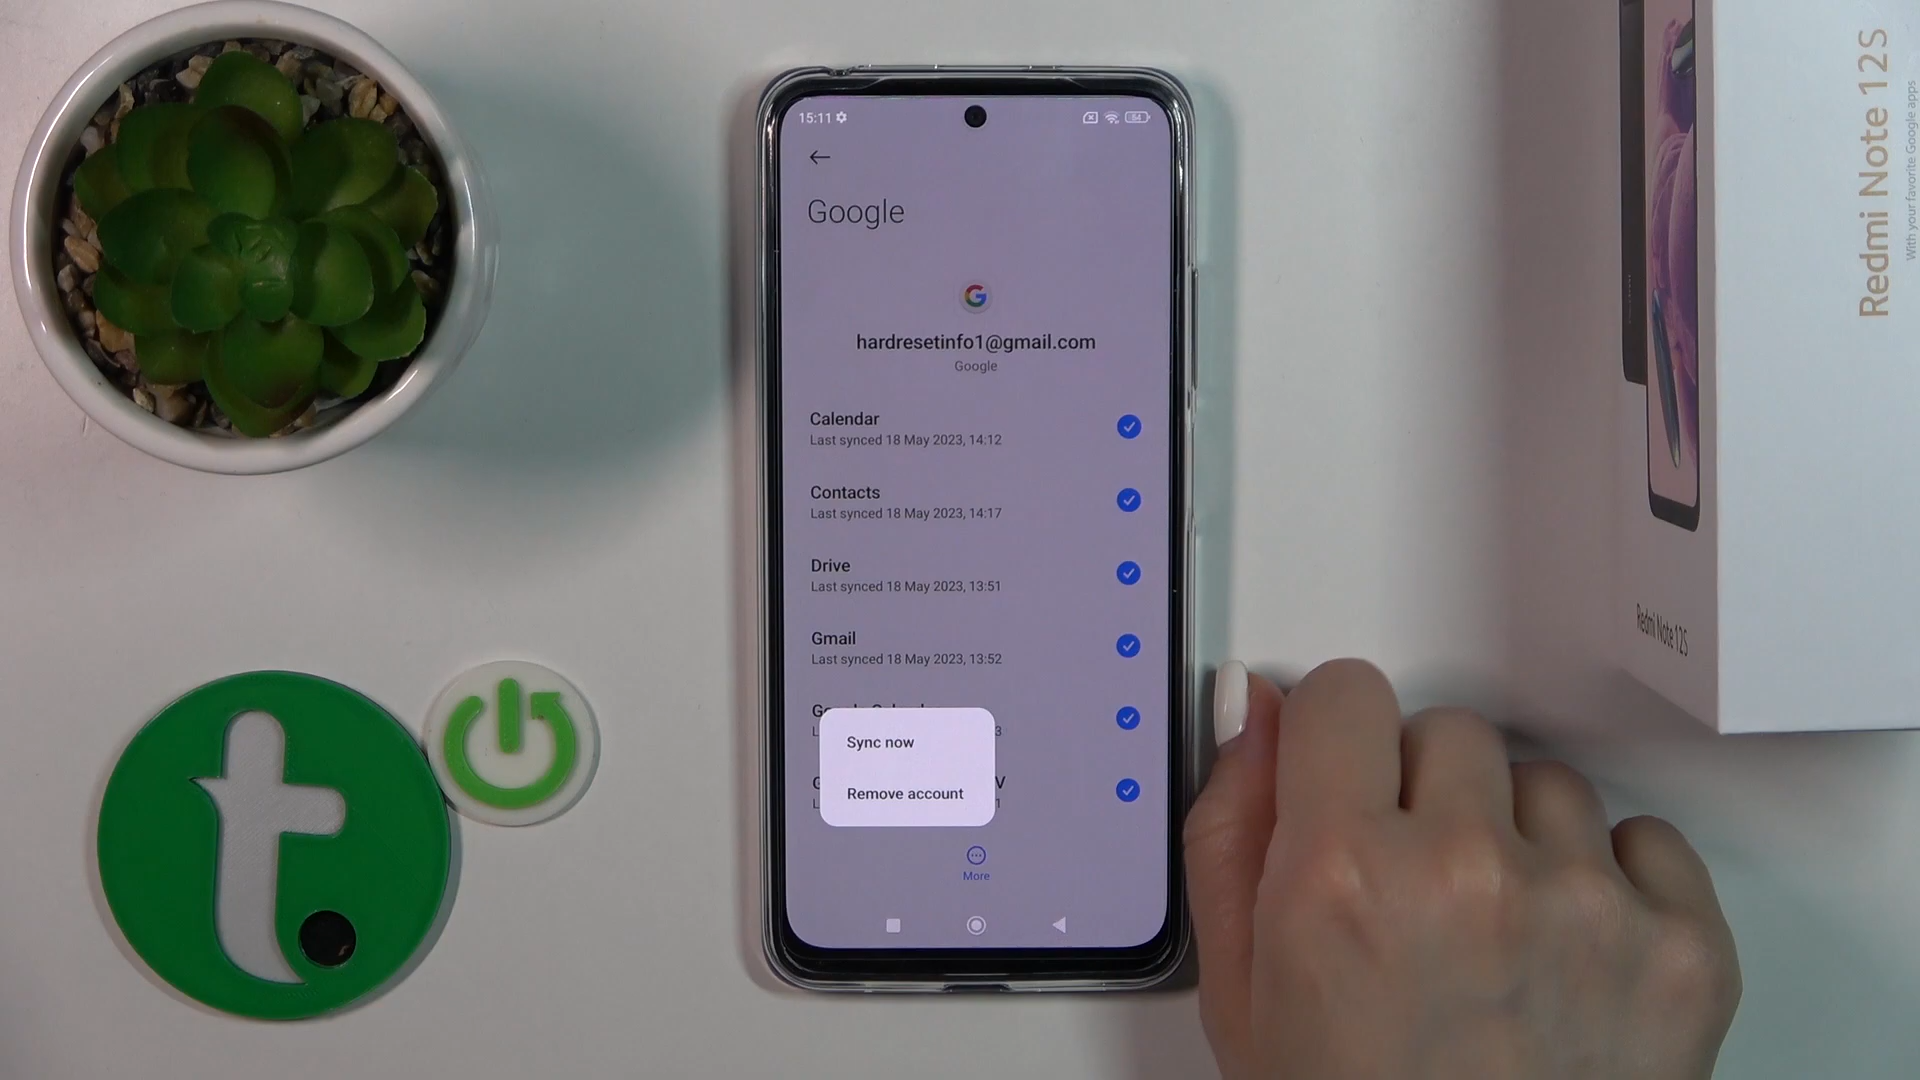 15:11
54
Google
hardresetinfo1@gmail.com
Google
Calendar
Last synced 18 May 2023, 14:12
Contacts
Last synced 18 May 2023, 14:17
Drive
Last synced 18 May 2023, 13:51
Gmail
Last synced 18 May 2023, 13:52
Sync now
Remove account
More
Redmi Note 12S
With your favorite Google apps
Redmi Note 12S